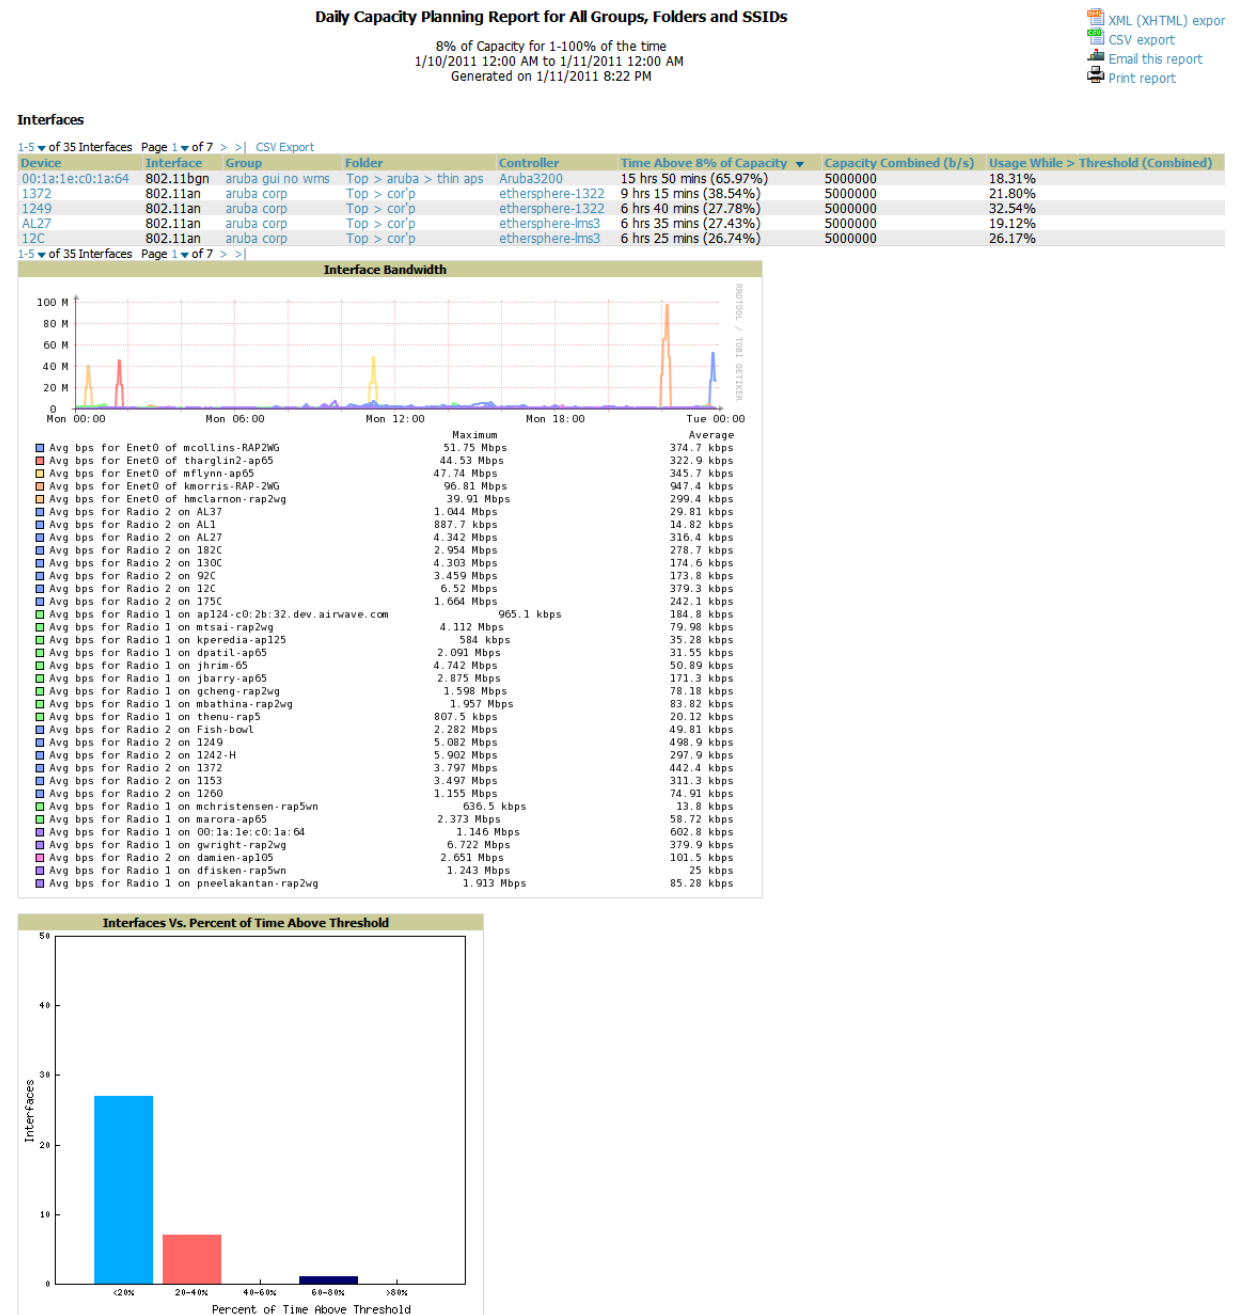 Daily Capacity Planning Report for All Groups, Folders and SSIDs
8% of Capacity for 1-100% of the time
1/10/2011 12:00 AM to 1/11/2011 12:00 AM
Generated on 1/11/2011 8:22 PM
XML (XHTML) expor
CSV export
Email this report
Print report
Interfaces
1-5 ▾ of 35 Interfaces Page 1 ▾ of 7 > >| CSV Export
Device Interface Group Folder Controller Time Above 8% of Capacity ▼ Capacity Combined (b/s) Usage While > Threshold (Combined)
00:1a:1e:c0:1a:64 802.11bgn aruba gui no wms Top > aruba > thin aps Aruba3200 15 hrs 50 mins (65.97%) 5000000 18.31%
1372 802.11an aruba corp Top > cor'p ethersphere-1322 9 hrs 15 mins (38.54%) 5000000 21.80%
1249 802.11an aruba corp Top > cor'p ethersphere-1322 6 hrs 40 mins (27.78%) 5000000 32.54%
AL27 802.11an aruba corp Top > cor'p ethersphere-lms3 6 hrs 35 mins (27.43%) 5000000 19.12%
12C 802.11an aruba corp Top > cor'p ethersphere-lms3 6 hrs 25 mins (26.74%) 5000000 26.17%
1-5 ▾ of 35 Interfaces Page 1 ▾ of 7 > >|
Interface Bandwidth
100 M
80 M
60 M
40 M
20 M
0
RRDTOOL / TOBI OETIKER
Mon 00:00 Mon 06:00 Mon 12:00 Mon 18:00 Tue 00:00
Maximum Average
Avg bps for Enet0 of mcollins-RAP2WG 51.75 Mbps 374.7 kbps
Avg bps for Enet0 of tharglin2-ap65 44.53 Mbps 322.9 kbps
Avg bps for Enet0 of mflynn-ap65 47.74 Mbps 345.7 kbps
Avg bps for Enet0 of kmorris-RAP-2WG 96.81 Mbps 947.4 kbps
Avg bps for Enet0 of hmclarnon-rap2wg 39.91 Mbps 299.4 kbps
Avg bps for Radio 2 on AL37 1.044 Mbps 29.81 kbps
Avg bps for Radio 2 on AL1 887.7 kbps 14.82 kbps
Avg bps for Radio 2 on AL27 4.342 Mbps 316.4 kbps
Avg bps for Radio 2 on 182C 2.954 Mbps 278.7 kbps
Avg bps for Radio 2 on 130C 4.303 Mbps 174.6 kbps
Avg bps for Radio 2 on 92C 3.459 Mbps 173.8 kbps
Avg bps for Radio 2 on 12C 6.52 Mbps 379.3 kbps
Avg bps for Radio 2 on 175C 1.664 Mbps 242.1 kbps
Avg bps for Radio 1 on ap124-c0:2b:32.dev.airwave.com 965.1 kbps 184.8 kbps
Avg bps for Radio 1 on mtsai-rap2wg 4.112 Mbps 79.98 kbps
Avg bps for Radio 1 on kperedia-ap125 584 kbps 35.28 kbps
Avg bps for Radio 1 on dpatil-ap65 2.091 Mbps 31.55 kbps
Avg bps for Radio 1 on jhrim-65 4.742 Mbps 50.89 kbps
Avg bps for Radio 1 on jbarry-ap65 2.875 Mbps 171.3 kbps
Avg bps for Radio 1 on gcheng-rap2wg 1.598 Mbps 78.18 kbps
Avg bps for Radio 1 on mbathina-rap2wg 1.957 Mbps 83.82 kbps
Avg bps for Radio 1 on thenu-rap5 807.5 kbps 20.12 kbps
Avg bps for Radio 2 on Fish-bowl 2.282 Mbps 49.81 kbps
Avg bps for Radio 2 on 1249 5.082 Mbps 498.9 kbps
Avg bps for Radio 2 on 1242-H 5.902 Mbps 297.9 kbps
Avg bps for Radio 2 on 1372 3.797 Mbps 442.4 kbps
Avg bps for Radio 2 on 1153 3.497 Mbps 311.3 kbps
Avg bps for Radio 2 on 1260 1.155 Mbps 74.91 kbps
Avg bps for Radio 1 on mchristensen-rap5wn 636.5 kbps 13.8 kbps
Avg bps for Radio 1 on marora-ap65 2.373 Mbps 58.72 kbps
Avg bps for Radio 1 on 00:1a:1e:c0:1a:64 1.146 Mbps 602.8 kbps
Avg bps for Radio 1 on gwright-rap2wg 6.722 Mbps 379.9 kbps
Avg bps for Radio 2 on damien-ap105 2.651 Mbps 101.5 kbps
Avg bps for Radio 1 on dfisken-rap5wn 1.243 Mbps 25 kbps
Avg bps for Radio 1 on pneelakantan-rap2wg 1.913 Mbps 85.28 kbps
Interfaces Vs. Percent of Time Above Threshold
50
40
30
20
10
0
Interfaces
<20% 20-40% 40-60% 60-80% >80%
Percent of Time Above Threshold